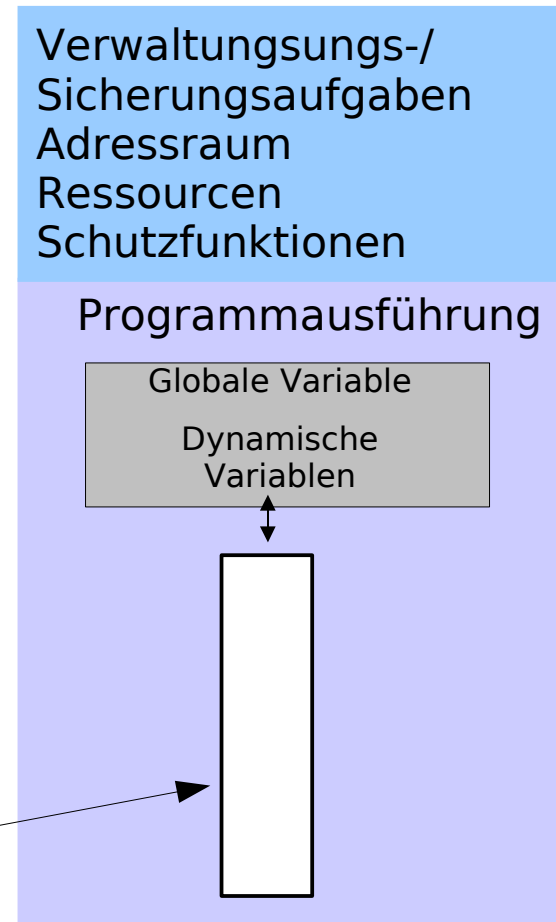 Verwaltungsungs-/
Sicherungsaufgaben
Adressraum
Ressourcen
Schutzfunktionen
Programmausführung
Globale Variable
Dynamische
Variablen